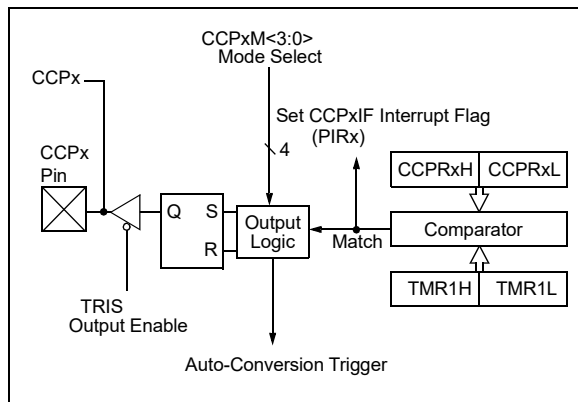 CCPxM<3:0>
Mode Select
CCPx
Set CCPxIF Interrupt Flag
(PIRx)
4
CCPx
Pin
CCPRxH
CCPRxL
Q
S
R
Output
Logic
Match
Comparator
TRIS
Output Enable
TMR1H
TMR1L
Auto-Conversion Trigger